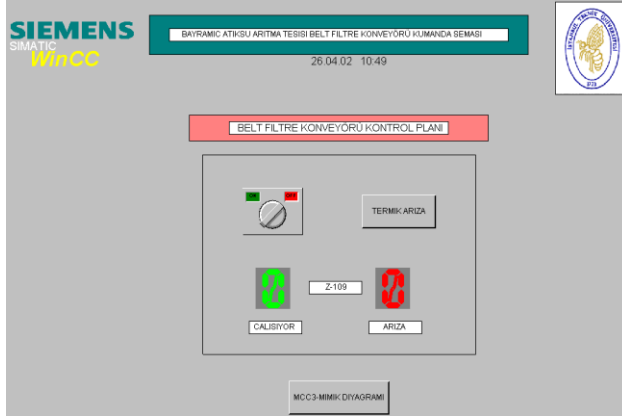 SIEMENS
SIMATIC
WinCC
BAYRAMIC ATIKSU ARITMA TESISI BELT FILTRE KONVEYÖRÜ KUMANDA SEMASI
26.04.02 10:49
BELT FILTRE KONVEYÖRÜ KONTROL PLANI
TERMIK ARIZA
Z-109
CALISIYOR
ARIZA
MCC3-MIMIK DIYAGRAMI